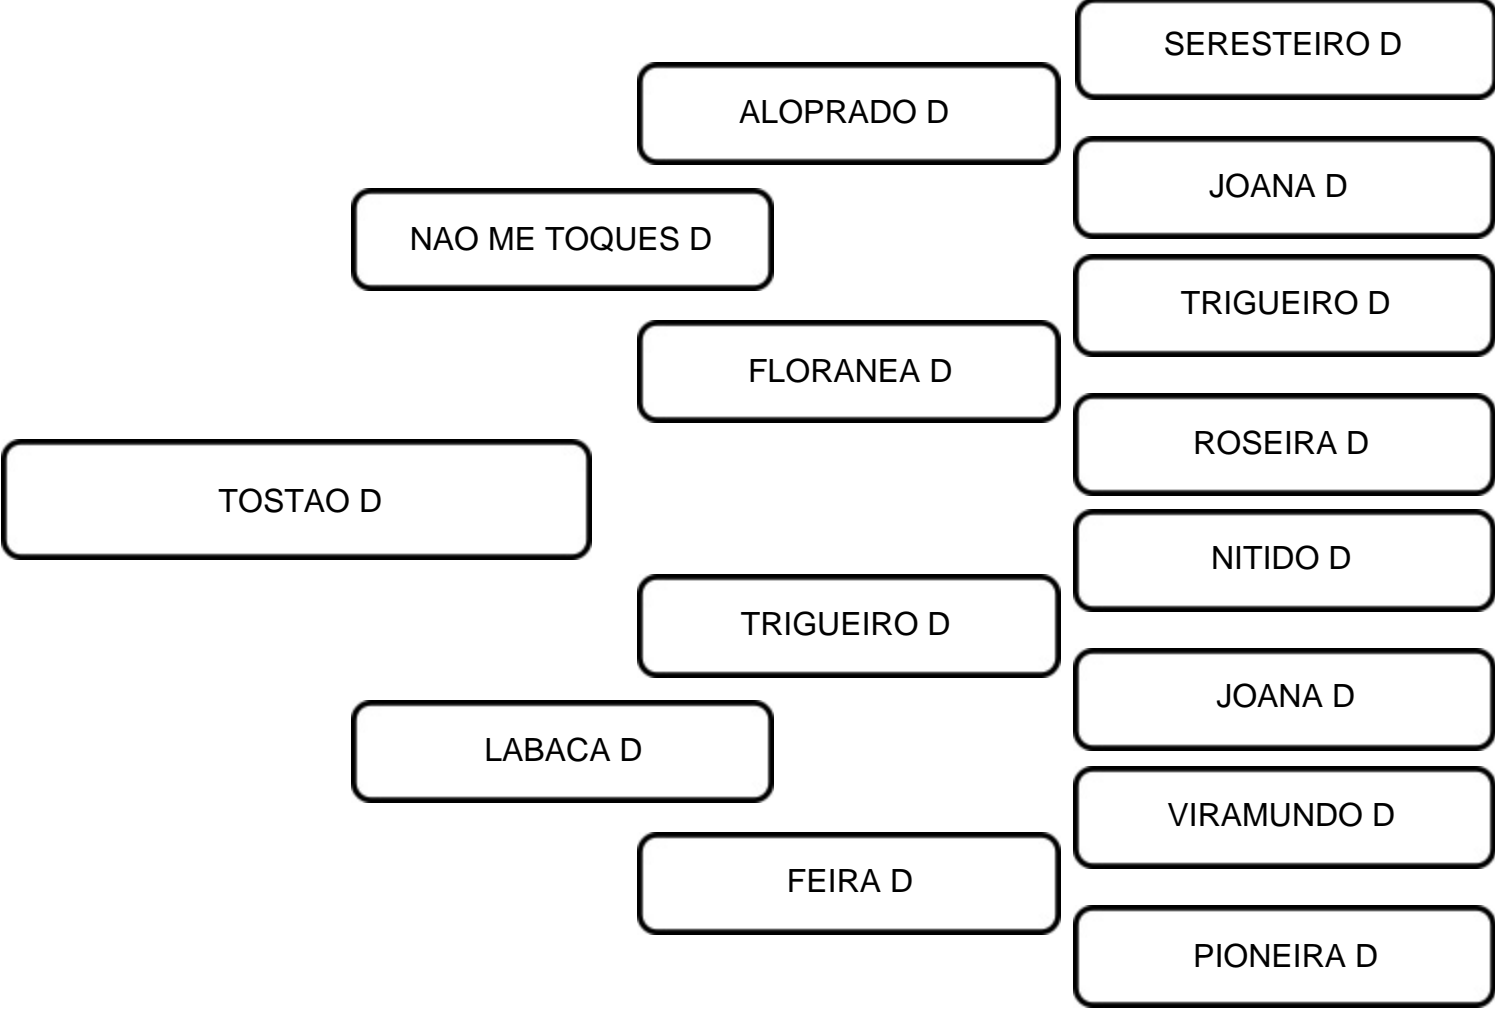 SERESTEIRO D
ALOPRADO D
JOANA D
NAO ME TOQUES D
TRIGUEIRO D
FLORANEA D
ROSEIRA D
TOSTAO D
NITIDO D
TRIGUEIRO D
JOANA D
LABACA D
VIRAMUNDO D
FEIRA D
PIONEIRA D